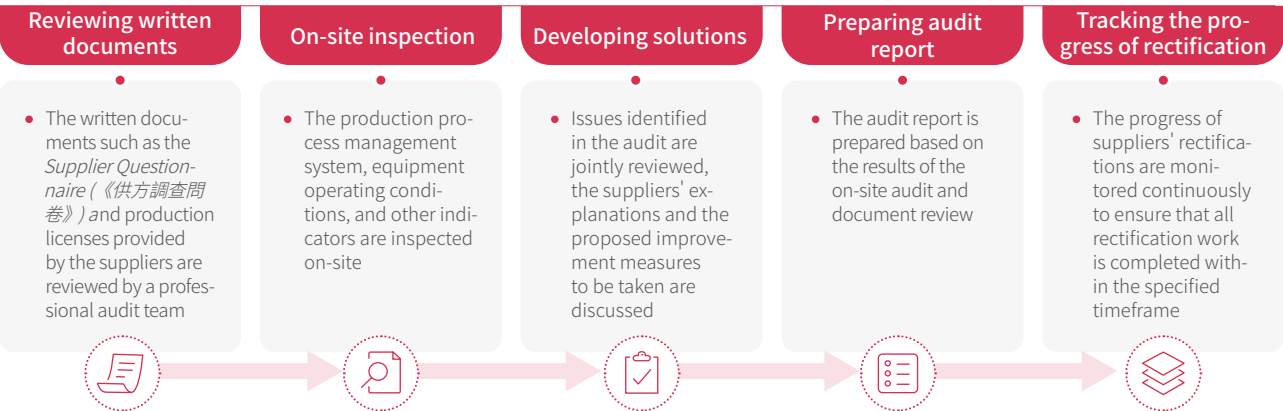 Reviewing written
documents
The written docu-
ments such as the
Supplier Question-
naire (《供方調查問
卷》) and production
licenses provided
by the suppliers are
reviewed by a profes-
sional audit team
On-site inspection
The production pro-
cess management
system, equipment
operating condi-
tions, and other indi-
cators are inspected
on-site
Developing solutions
Issues identified
in the audit are
jointly reviewed,
the suppliers' ex-
planations and the
proposed improve-
ment measures
to be taken are
discussed
Preparing audit
report
The audit report is
prepared based on
the results of the
on-site audit and
document review
Tracking the pro-
gress of rectification
The progress of
suppliers' rectifica-
tions are moni-
tored continuously
to ensure that all
rectification work
is completed with-
in the specified
timeframe